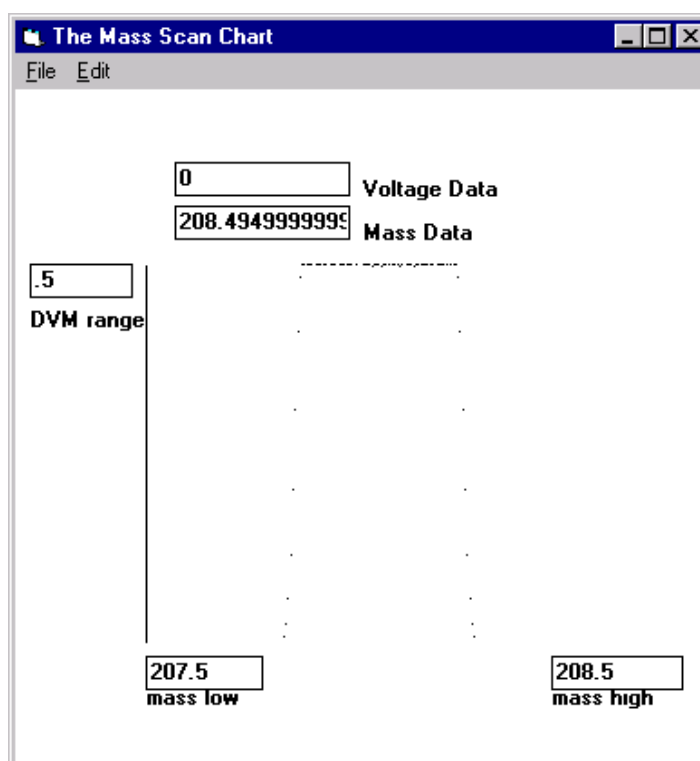 The Mass Scan Chart
File Edit
0
Voltage Data
208.4949999999
Mass Data
.5
DVM range
207.5
mass low
208.5
mass high